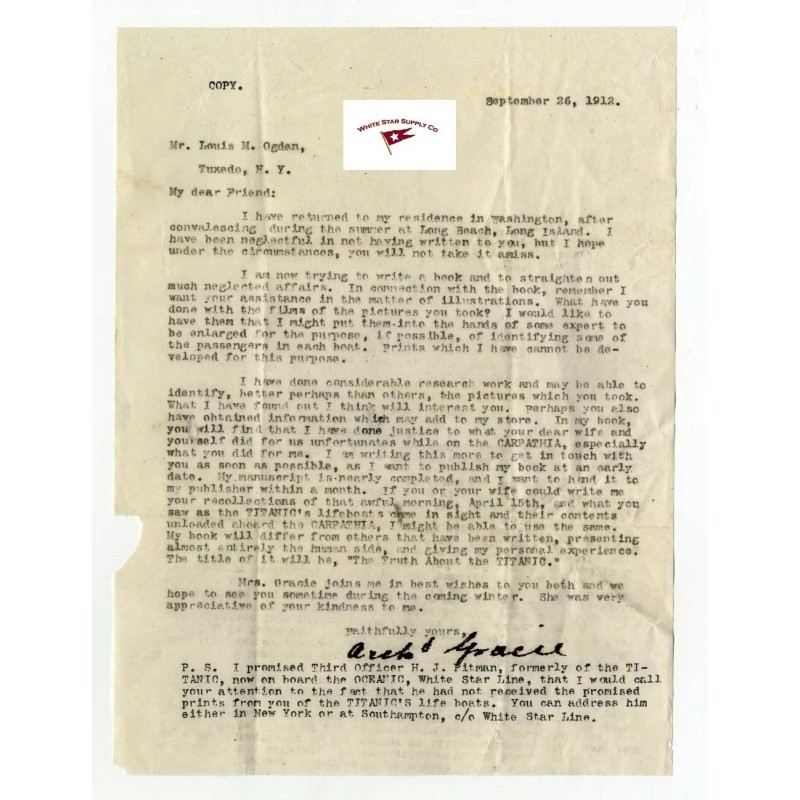 COPY.
September 26, 1912.
WHITE STAR SUPPLY CO
Mr. Louis M. Ogden,
Tuxedo, N. Y.
My dear Friend:
I have returned to my residence in Washington, after
convalescing during the summer at Long Beach, Long Island. I
have been neglectful in not having written to you, but I hope
under the circumstances, you will not take it amiss.
I am now trying to write a book and to straighten out
much neglected affairs. In connection with the book, remember I
want your assistance in the matter of illustrations. What have you
done with the films of the pictures you took? I would like to
have them that I might put them-into the hands of some expert to
be enlarged for the purpose, if possible, of identifying some of
the passengers in each boat. Prints which I have cannot be de-
veloped for this purpose.
I have done considerable research work and may be able to
identify, better perhaps than others, the pictures which you took.
What I have found out I think will interest you. Perhaps you also
have obtained information which may add to my store. In my book,
you will find that I have done justice to what your dear wife and
yourself did for us unfortunates while on the CARPATHIA, especially
what you did for me. I am writing this more to get in touch with
you as soon as possible, as I want to publish my book at an early
date. My manuscript is nearly completed, and I want to hand it to
my publisher within a month. If you or your wife could write me
your recollections of that awful morning, April 15th, and what you
saw as the TITANIC's lifeboats came in sight and their contents
unloaded aboard the CARPATHIA, I might be able to use the same.
My book will differ from others that have been written, presenting
almost entirely the human side, and giving my personal experience.
The title of it will be, "The Truth About the TITANIC."
Mrs. Gracie joins me in best wishes to you both and we
hope to see you sometime during the coming winter. She was very
appreciative of your kindness to me.
Faithfully yours,
Archd Gracie
P. S. I promised Third Officer H. J. Pitman, formerly of the TI-
TANIC, now on board the OCEANIC, White Star Line, that I would call
your attention to the fact that he had not received the promised
prints from you of the TITANIC'S life boats. You can address him
either in New York or at Southampton, c/o White Star Line.